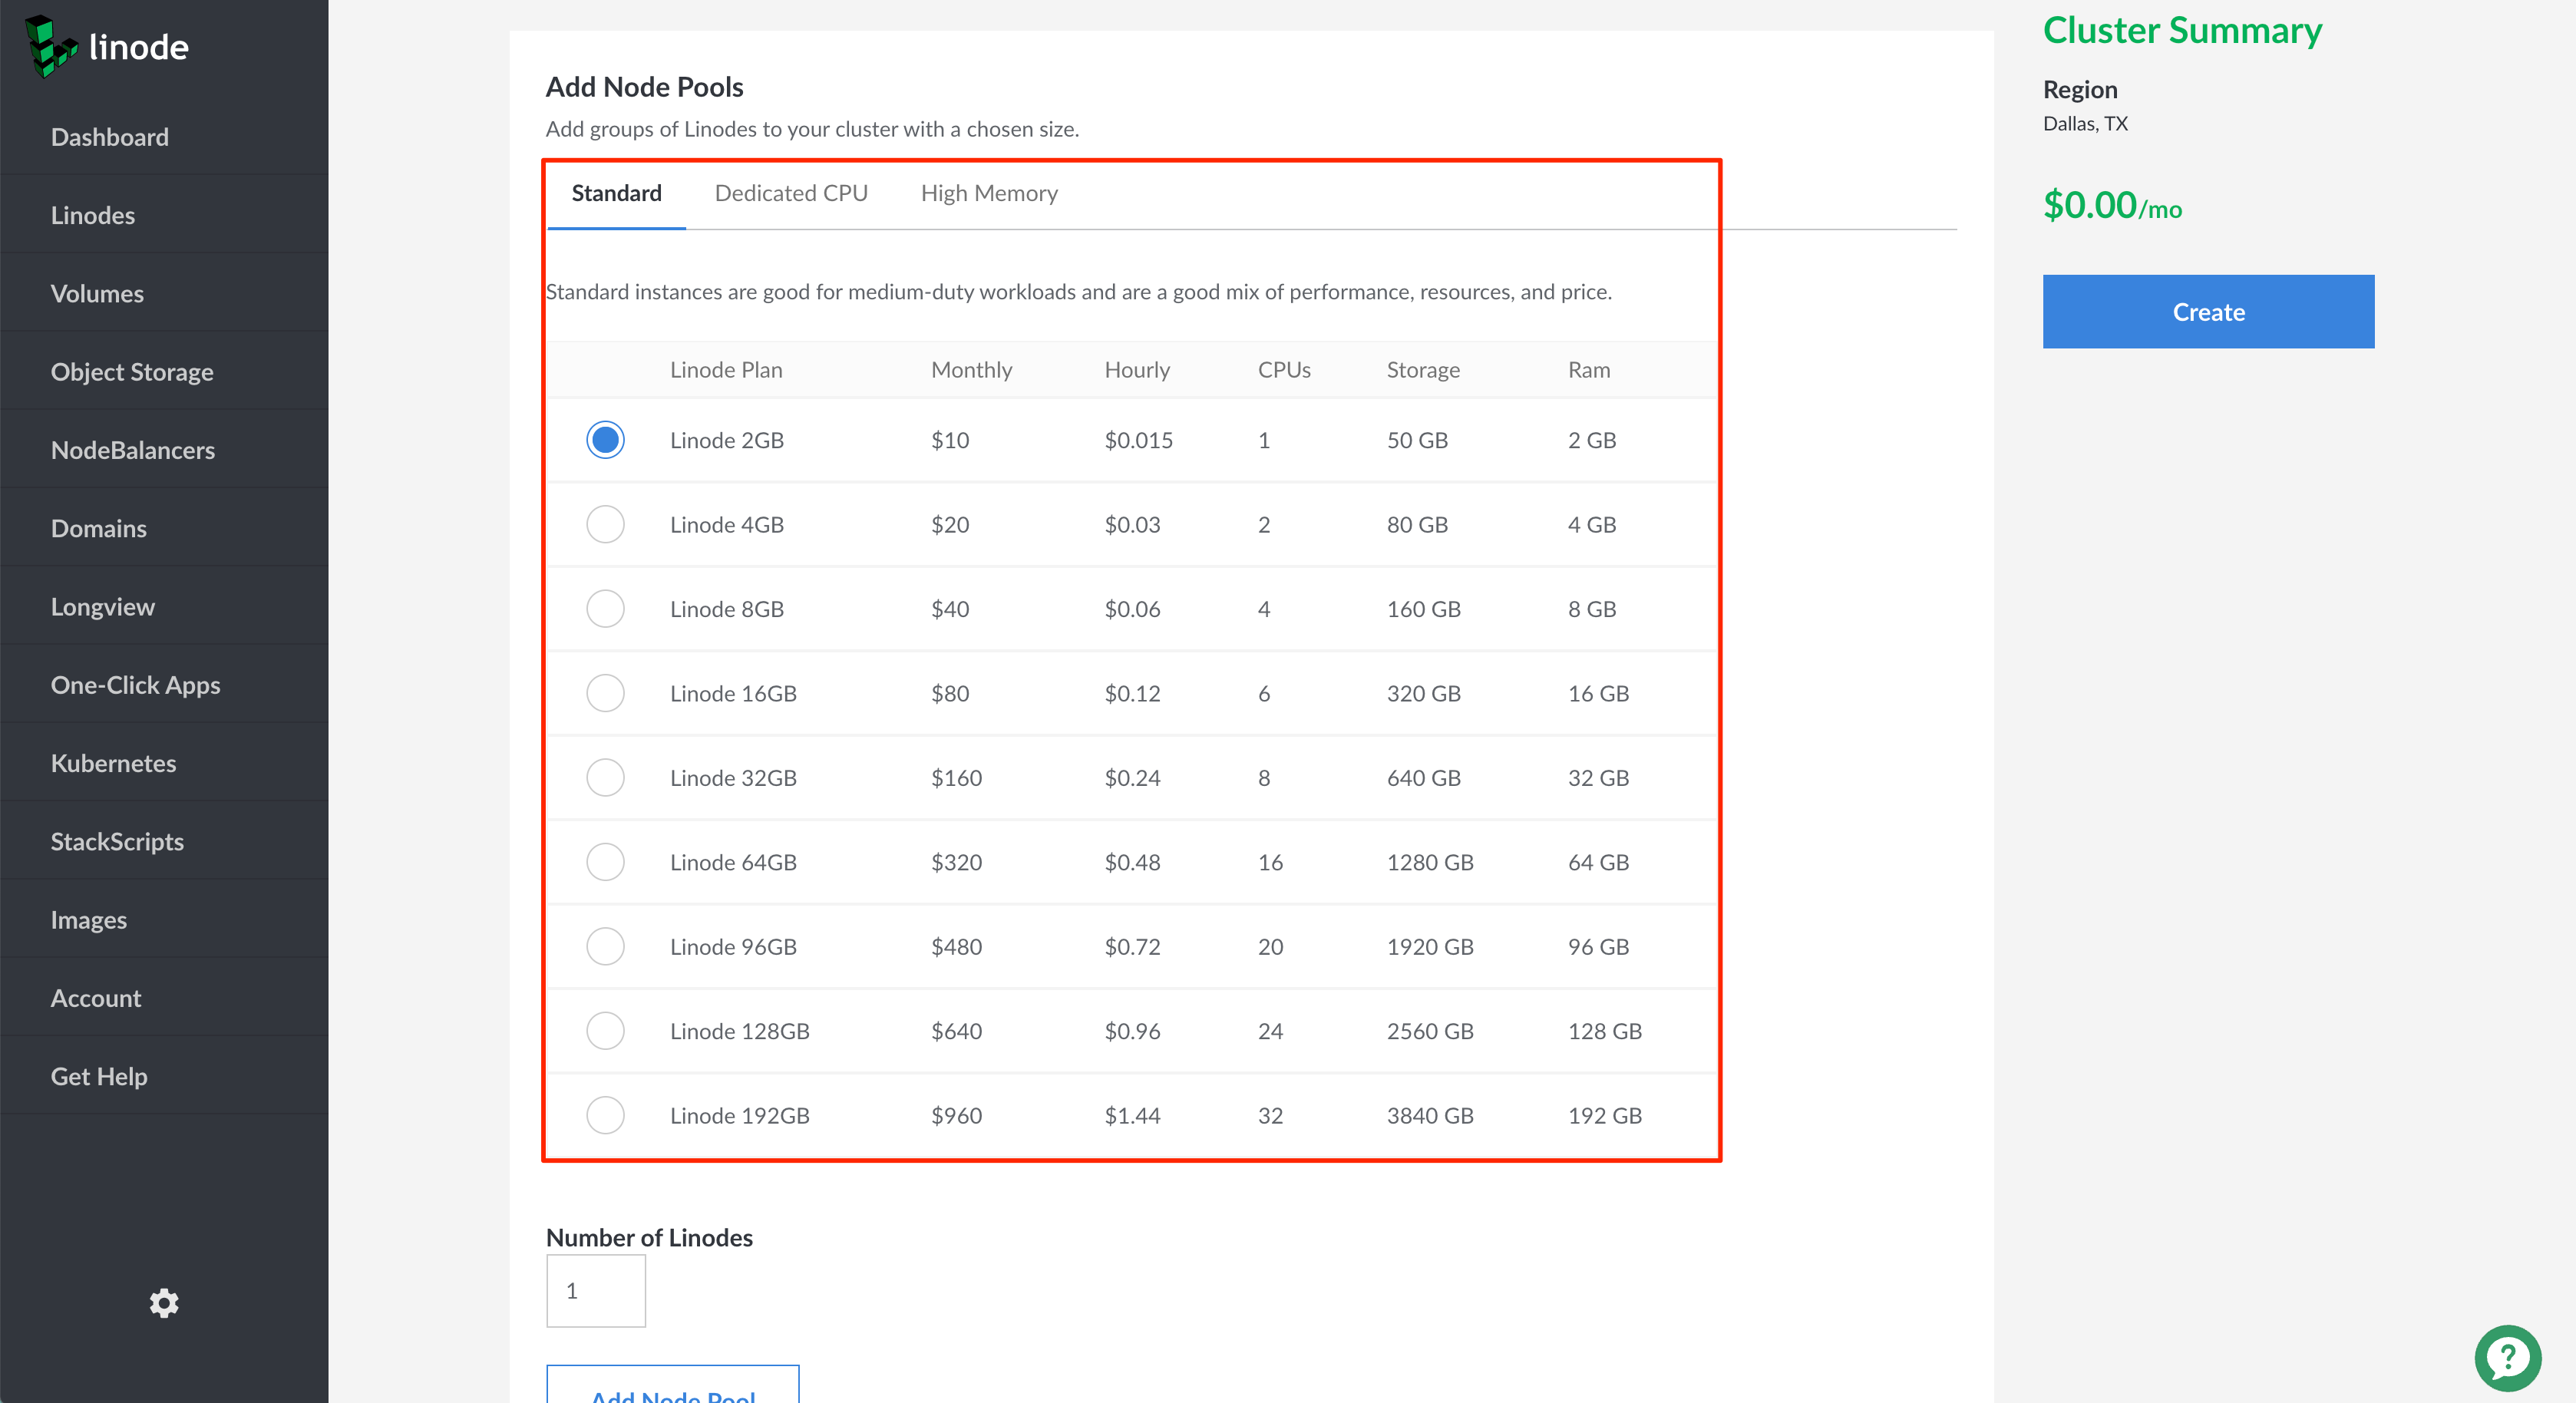 linode
Dashboard
Linodes
Volumes
Object Storage
NodeBalancers
Domains
Longview
One-Click Apps
Kubernetes
StackScripts
Images
Account
Get Help
Add Node Pools
Add groups of Linodes to your cluster with a chosen size.
Standard Dedicated CPU High Memory
Standard instances are good for medium-duty workloads and are a good mix of performance, resources, and price.
Linode Plan Monthly Hourly CPUs Storage Ram
Linode 2GB $10 $0.015 1 50 GB 2 GB
Linode 4GB $20 $0.03 2 80 GB 4 GB
Linode 8GB $40 $0.06 4 160 GB 8 GB
Linode 16GB $80 $0.12 6 320 GB 16 GB
Linode 32GB $160 $0.24 8 640 GB 32 GB
Linode 64GB $320 $0.48 16 1280 GB 64 GB
Linode 96GB $480 $0.72 20 1920 GB 96 GB
Linode 128GB $640 $0.96 24 2560 GB 128 GB
Linode 192GB $960 $1.44 32 3840 GB 192 GB
Number of Linodes
1
Add Node Pool
Cluster Summary
Region
Dallas, TX
$0.00/mo
Create
?